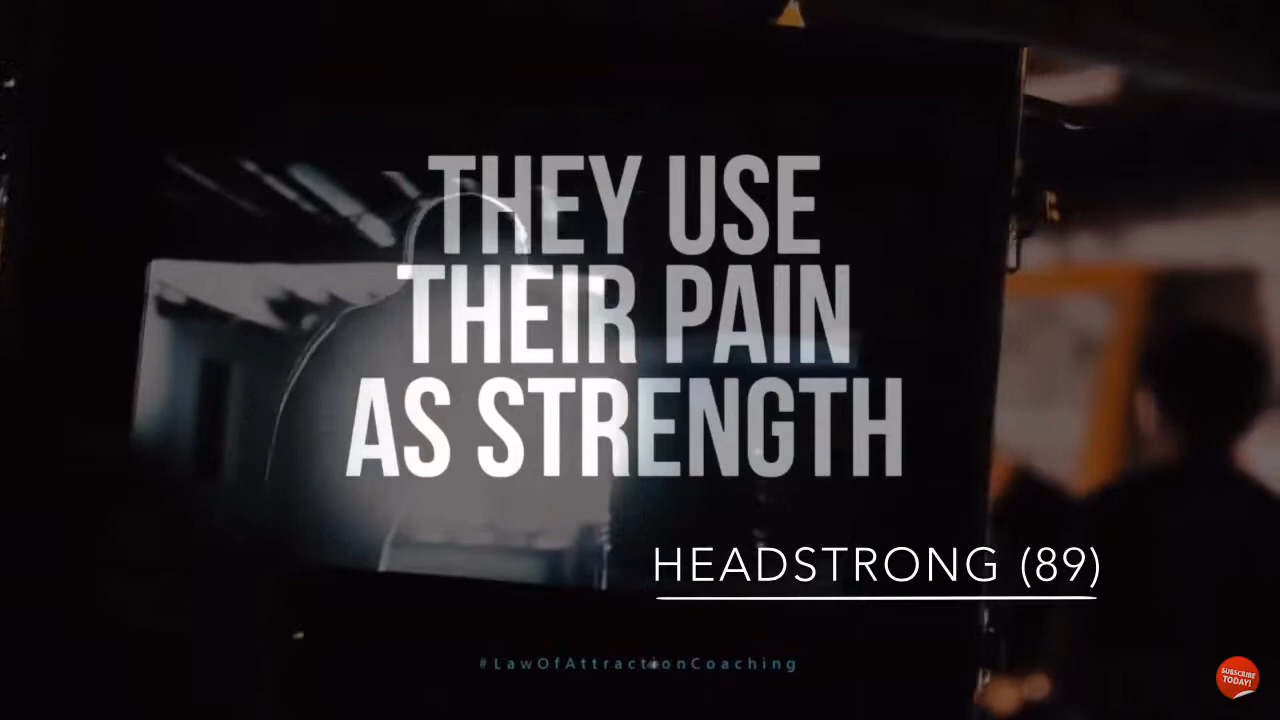 THEY USE
THEIR PAIN
AS STRENGTH
HEADSTRONG (89)
#LawOfAttractionCoaching
SUBSCRIBE
TODAY!